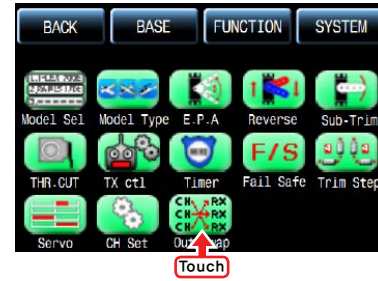 BACK BASE FUNCTION SYSTEM
Model Sel Model Type E.P.A Reverse Sub-Trim
F/S
THR.CUT TX ctl Timer Fail Safe Trim Step
CH RX
CH RX
CH RX
Servo CH Set
Touch